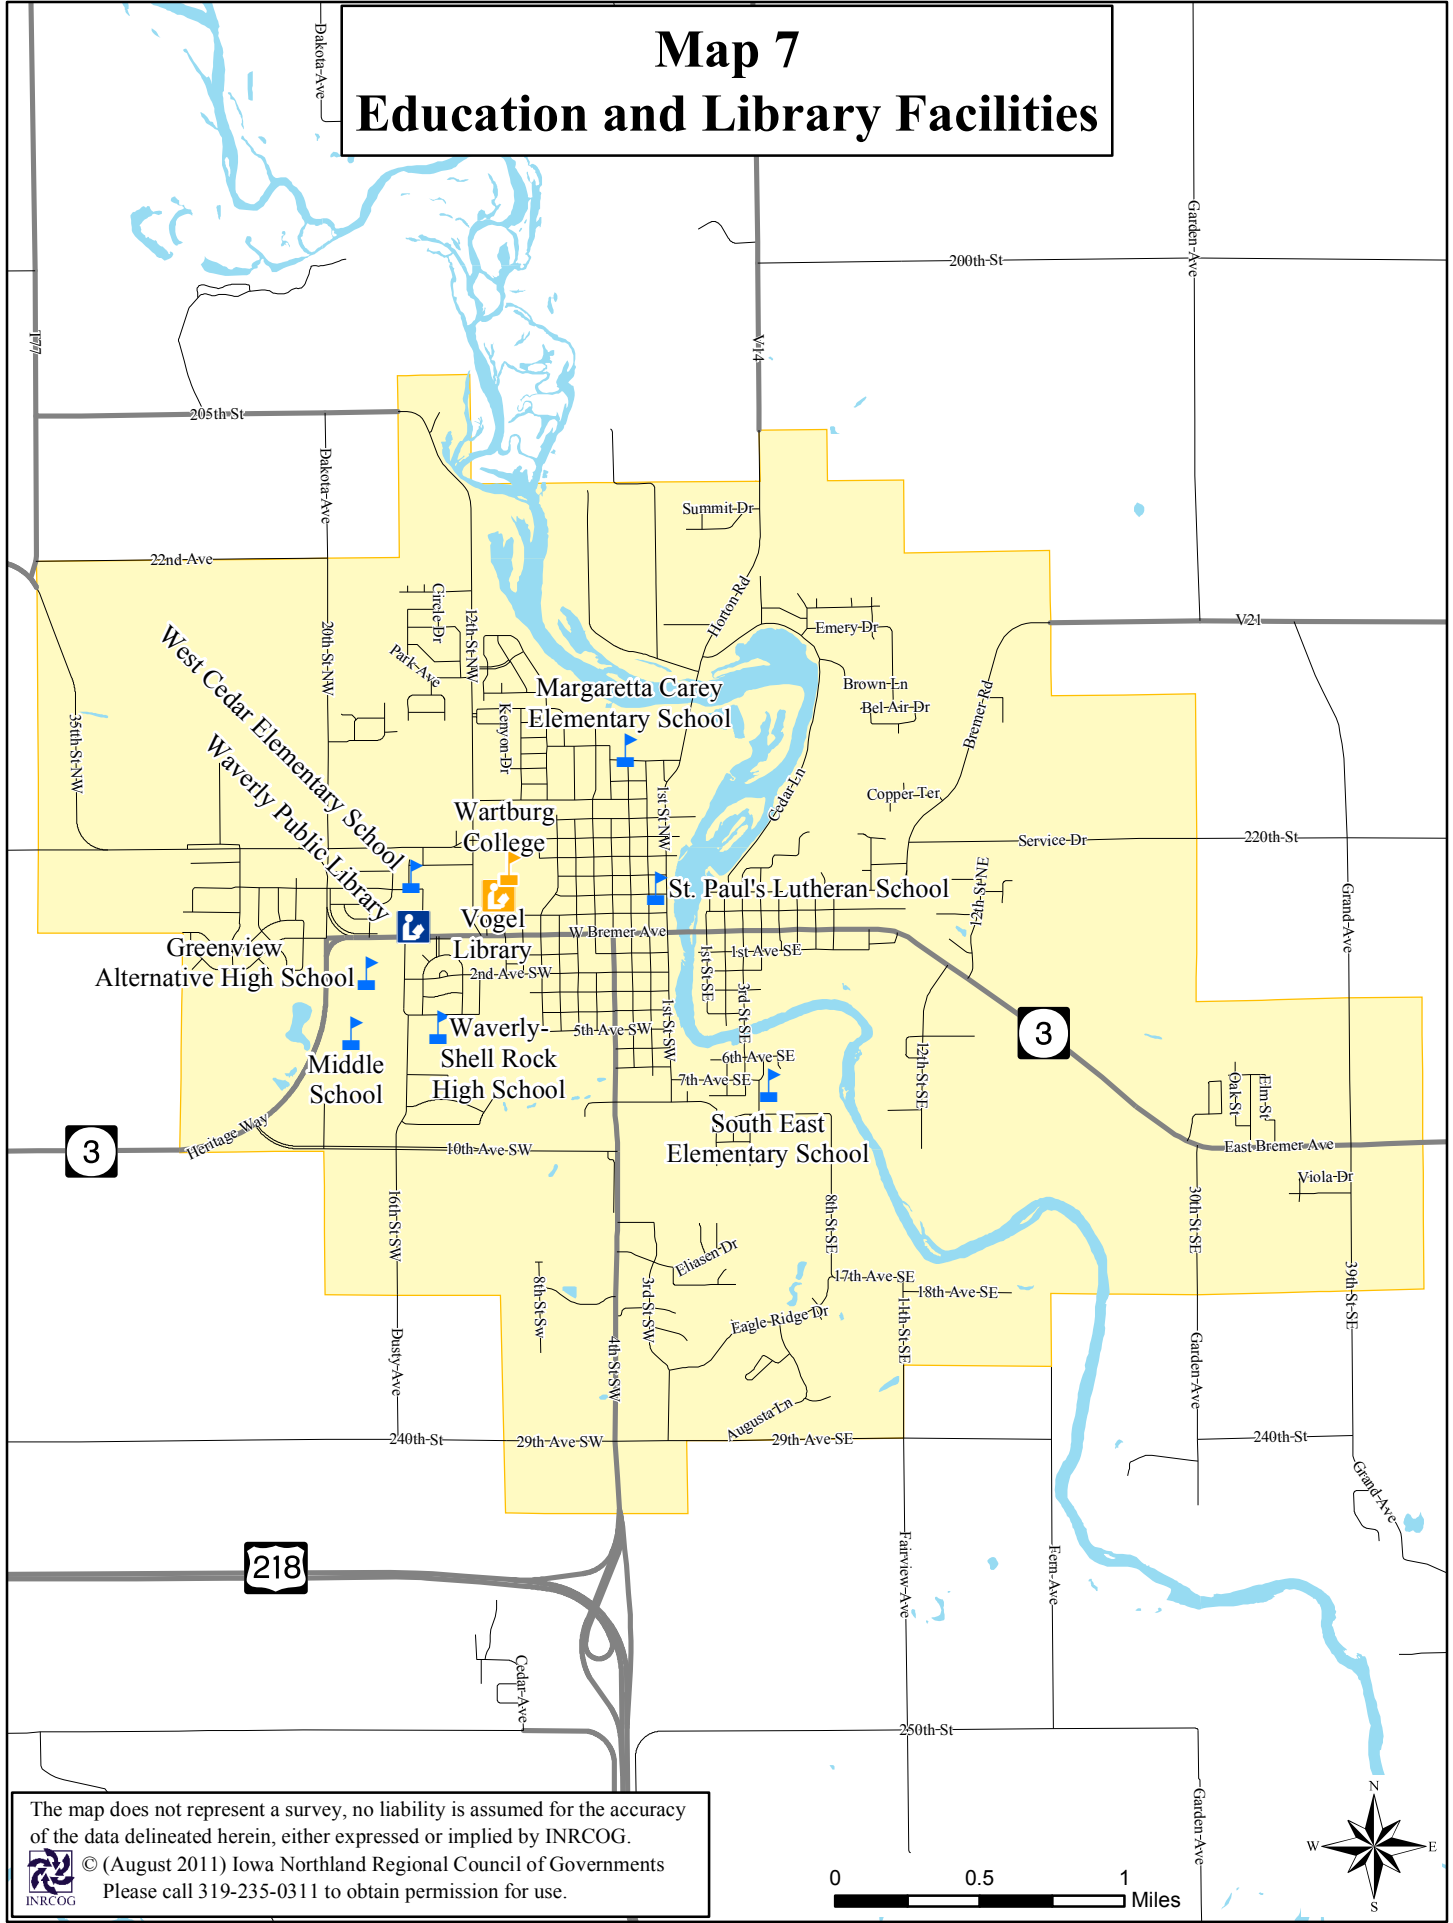 Map 7
Education and Library Facilities
Dakota Ave
Garden Ave
200th St
T77
V14
205th St
Dakota Ave
Summit Dr
22nd Ave
Circle Dr
12th St NW
Horton Rd
Emery Dr
V21
20th St NW
Park Ave
West Cedar Elementary School
Waverly Public Library
Margaretta Carey
Elementary School
Brown Ln
Bel Air Dr
Bremer Rd
35th St NW
Kenyon Dr
Cedar Ln
Copper Ter
1st St NW
Wartburg
College
Service Dr
220th St
St. Paul's Lutheran School
12th St NE
Grand Ave
Vogel
Library
W Bremer Ave
Greenview
Alternative High School
1st Ave SE
1st St SE
2nd Ave SW
3rd St SE
1st St SW
5th Ave SW
Waverly-
Shell Rock
High School
3
6th Ave SE
7th Ave SE
12th St SE
Middle
School
Oak St
Elm St
South East
Elementary School
Heritage Way
3
10th Ave SW
East Bremer Ave
Viola Dr
16th St SW
8th St SE
30th St SE
Eliasen Dr
17th Ave SE
18th Ave SE
8th St Sw
3rd St SW
39th St SE
11th St SE
Eagle Ridge Dr
Dusty Ave
4th St SW
Garden Ave
Augusta Ln
240th St
29th Ave SW
29th Ave SE
240th St
Grand Ave
218
Fairview Ave
Fern Ave
Cedar Ave
250th St
Garden Ave
The map does not represent a survey, no liability is assumed for the accuracy
of the data delineated herein, either expressed or implied by INRCOG.
© (August 2011) Iowa Northland Regional Council of Governments
Please call 319-235-0311 to obtain permission for use.
INRCOG
0 0.5 1
Miles
N
W E
S